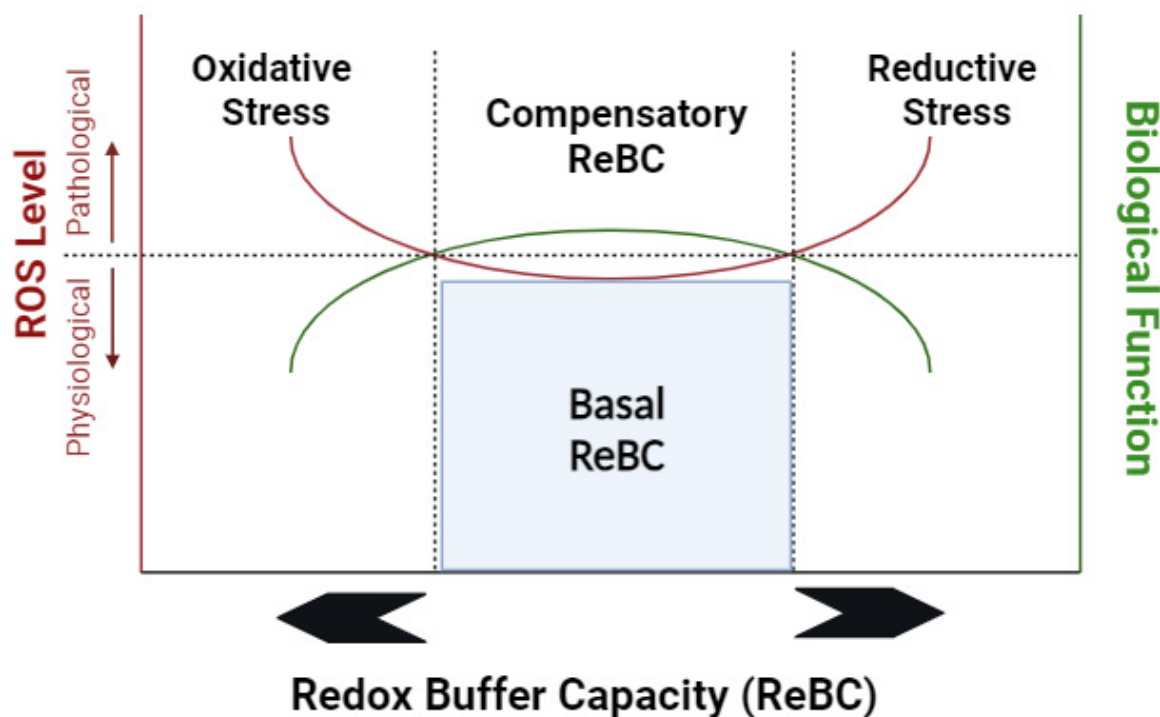 Oxidative
Stress
Compensatory
ReBC
Reductive
Stress
ROS Level
Pathological
Physiological
Biological Function
Basal
ReBC
Redox Buffer Capacity (ReBC)